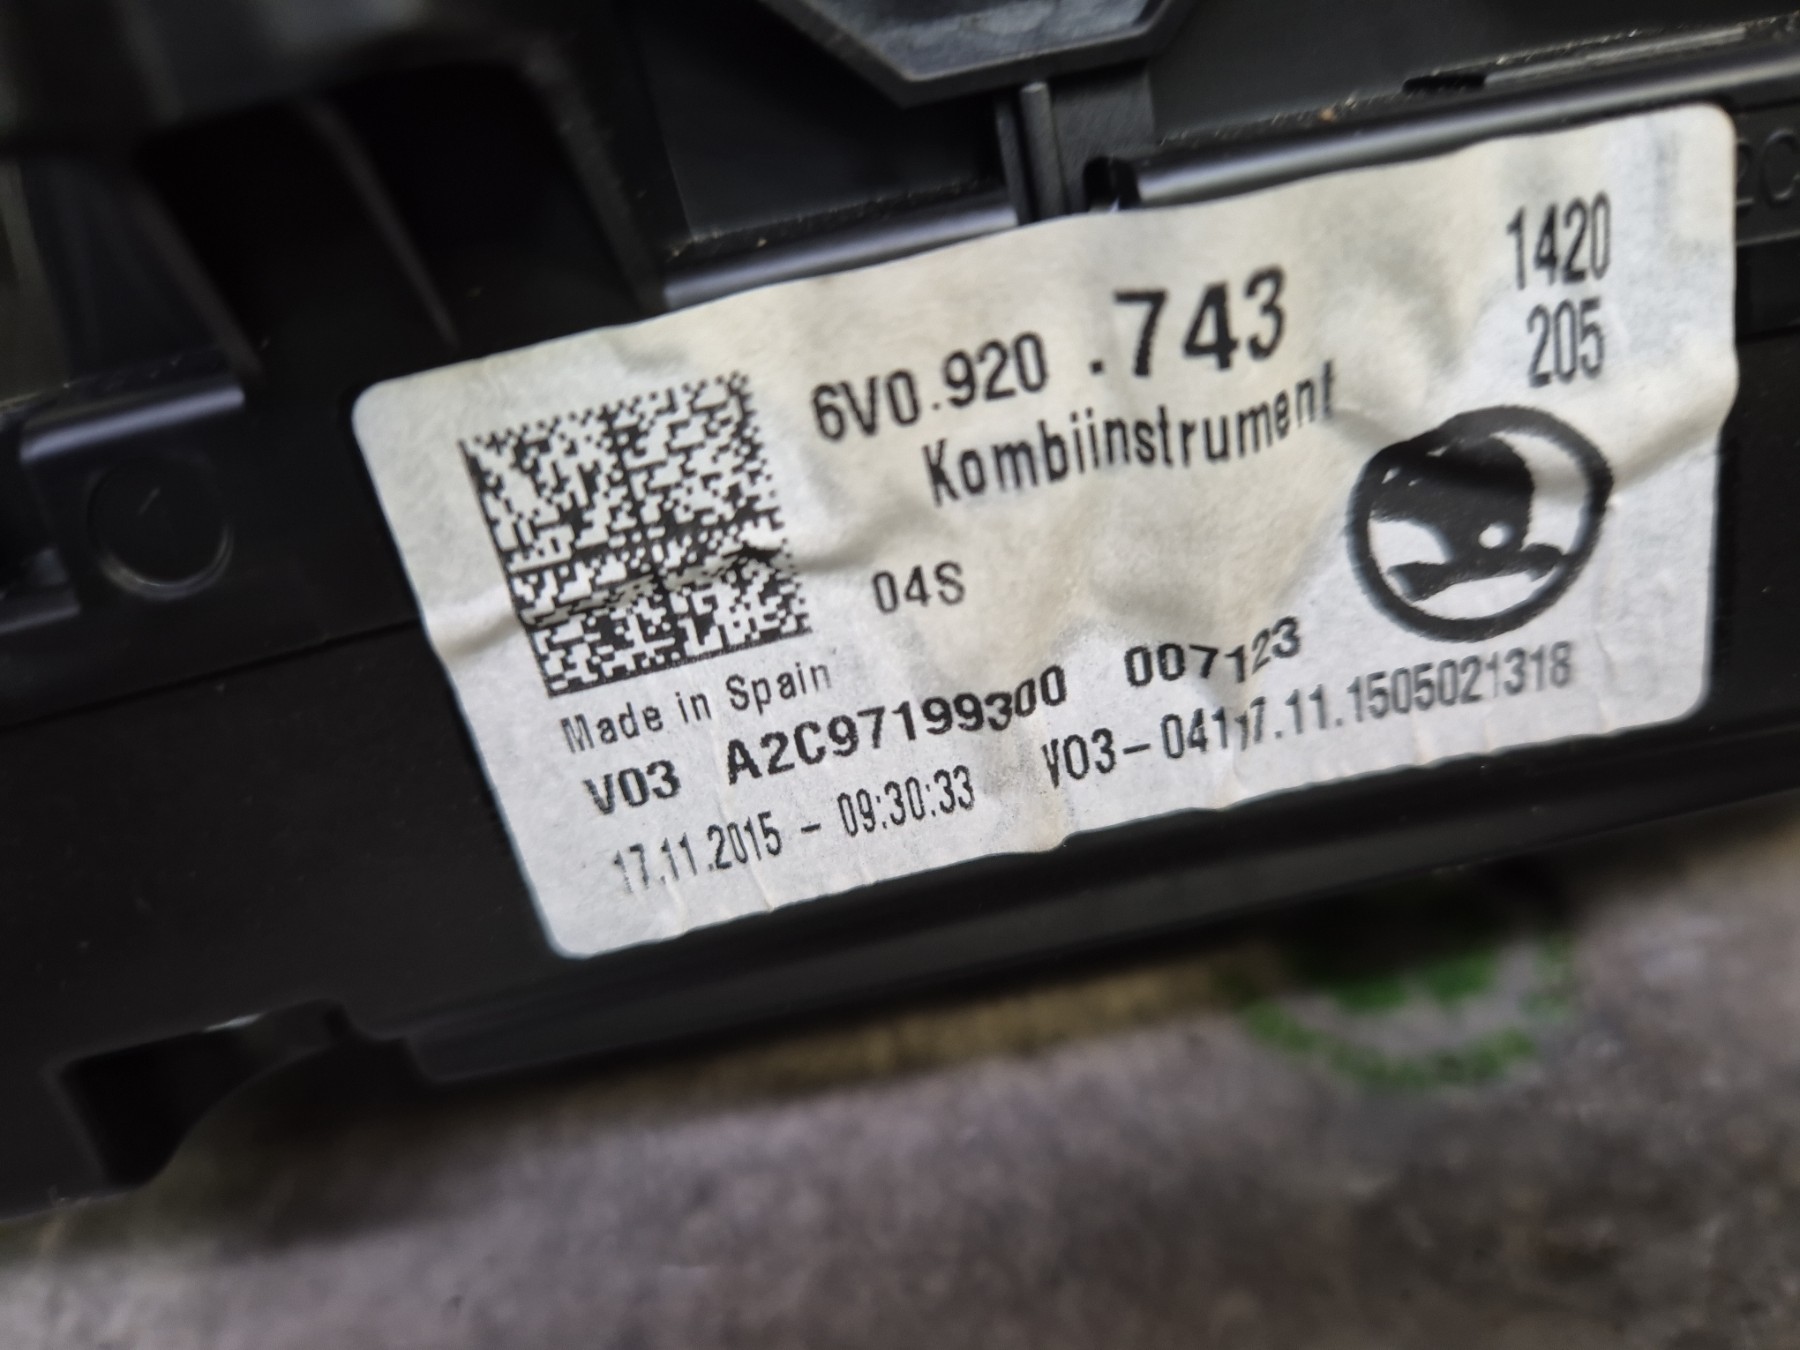 1420
205
6V0.920 .743
Kombiinstrument
04S
Made in Spain
V03 A2C97199300 007123
17.11.2015 - 09:30:33 V03-04117.11.1505021318